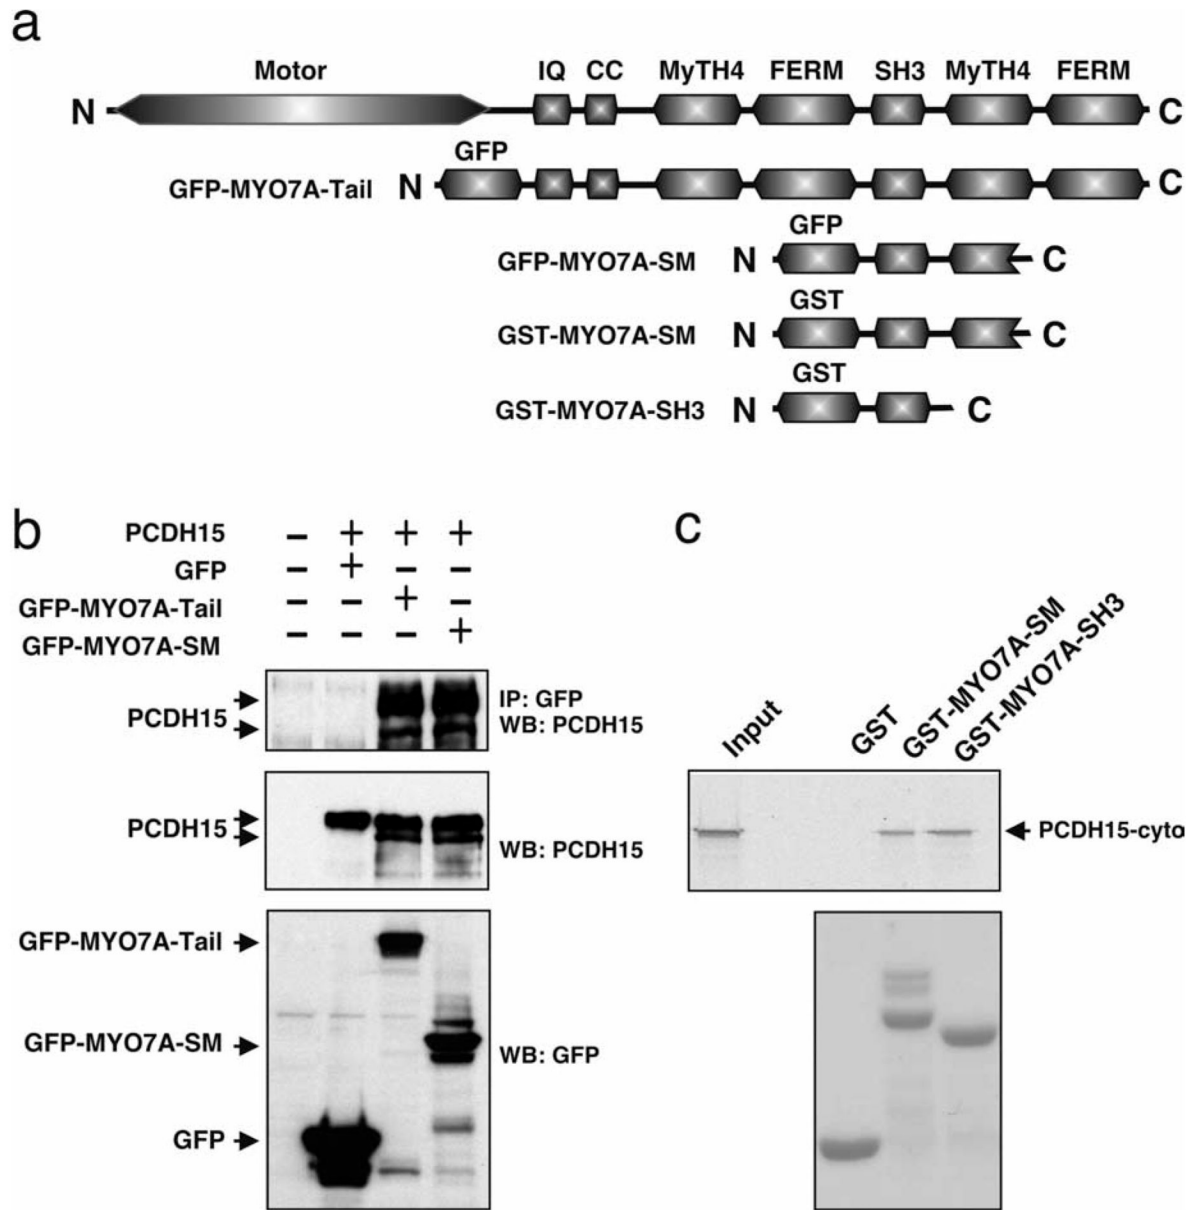 a
Motor IQ CC MyTH4 FERM SH3 MyTH4 FERM
N C
GFP
GFP-MYO7A-Tail N C
GFP
GFP-MYO7A-SM N C
GST
GST-MYO7A-SM N C
GST
GST-MYO7A-SH3 N C
b
PCDH15 – + + +
GFP – + – –
GFP-MYO7A-Tail – – + –
GFP-MYO7A-SM – – – +
PCDH15
IP: GFP
WB: PCDH15
PCDH15
WB: PCDH15
GFP-MYO7A-Tail
GFP-MYO7A-SM
WB: GFP
GFP
c
Input
GST
GST-MYO7A-SM
GST-MYO7A-SH3
PCDH15-cyto